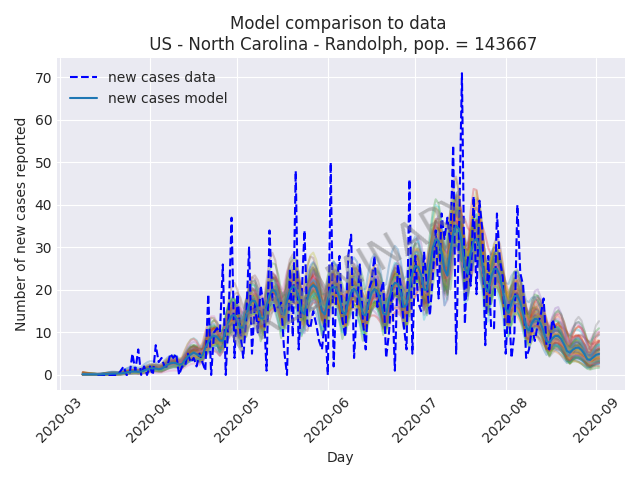 Model comparison to data
US - North Carolina - Randolph, pop. = 143667
new cases data
new cases model
Number of new cases reported
70
60
50
40
30
20
10
0
2020-03
2020-04
2020-05
2020-06
2020-07
2020-08
2020-09
Day